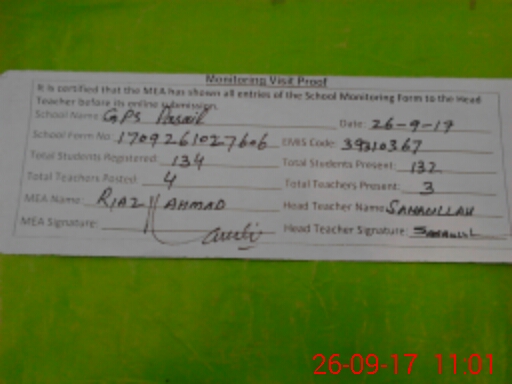 Monitoring Visit Proof
It is certified that the MEA has shown all entries of the School Monitoring Form to the Head
Teacher before its online submission.
School Name: GPS Date: 26-9-17
School Form No: 1709261027606 EMIS Code: 39310367
Total Students Registered: 134 Total Students Present: 132
Total Teachers Posted: 4 Total Teachers Present: 3
MEA Name: RIAZ AHMAD Head Teacher Name: SAMAULLAH
MEA Signature: Head Teacher Signature:
26-09-17 11:01